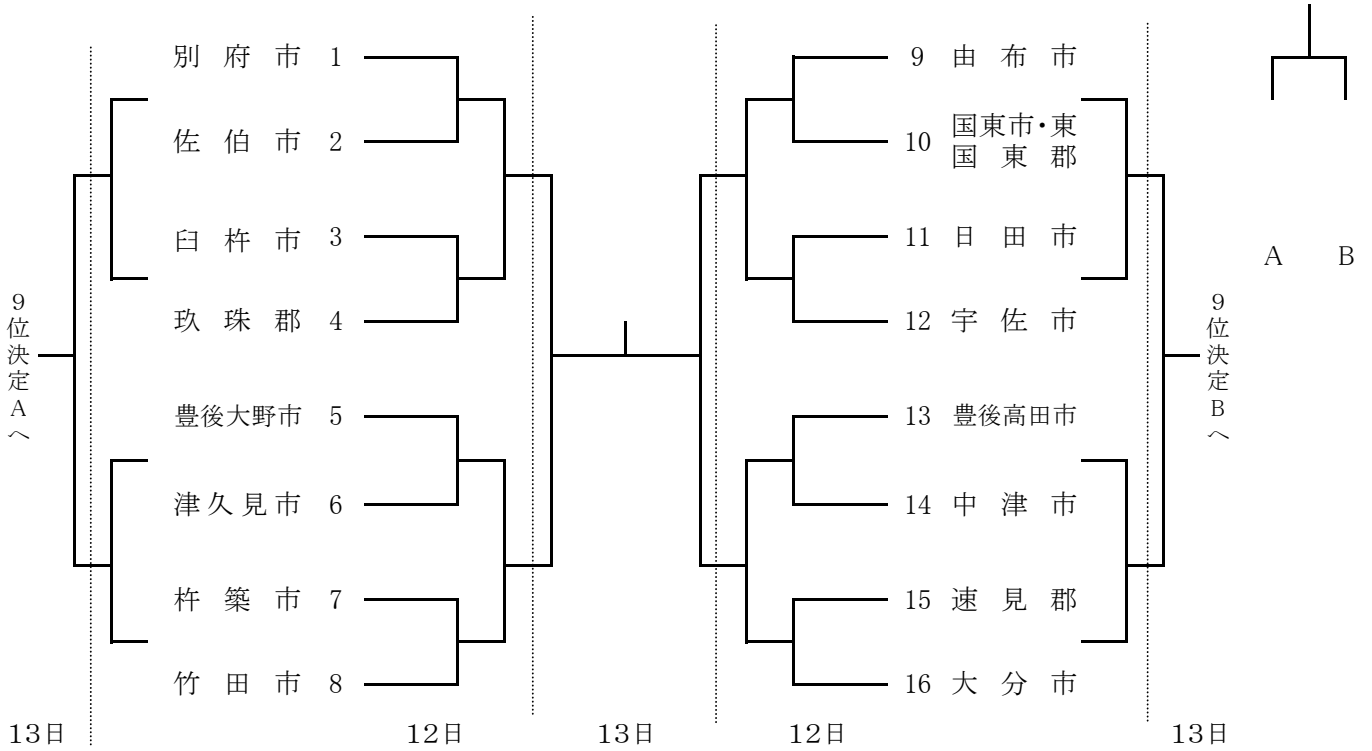 別府市 1
佐伯市 2
臼杵市 3
玖珠郡 4
豊後大野市 5
津久見市 6
杵築市 7
竹田市 8
9位決定Aへ
9 由布市
10 国東市・東
国東郡
11 日田市
12 宇佐市
13 豊後高田市
14 中津市
15 速見郡
16 大分市
9位決定Bへ
A B
13日 12日 13日 12日 13日